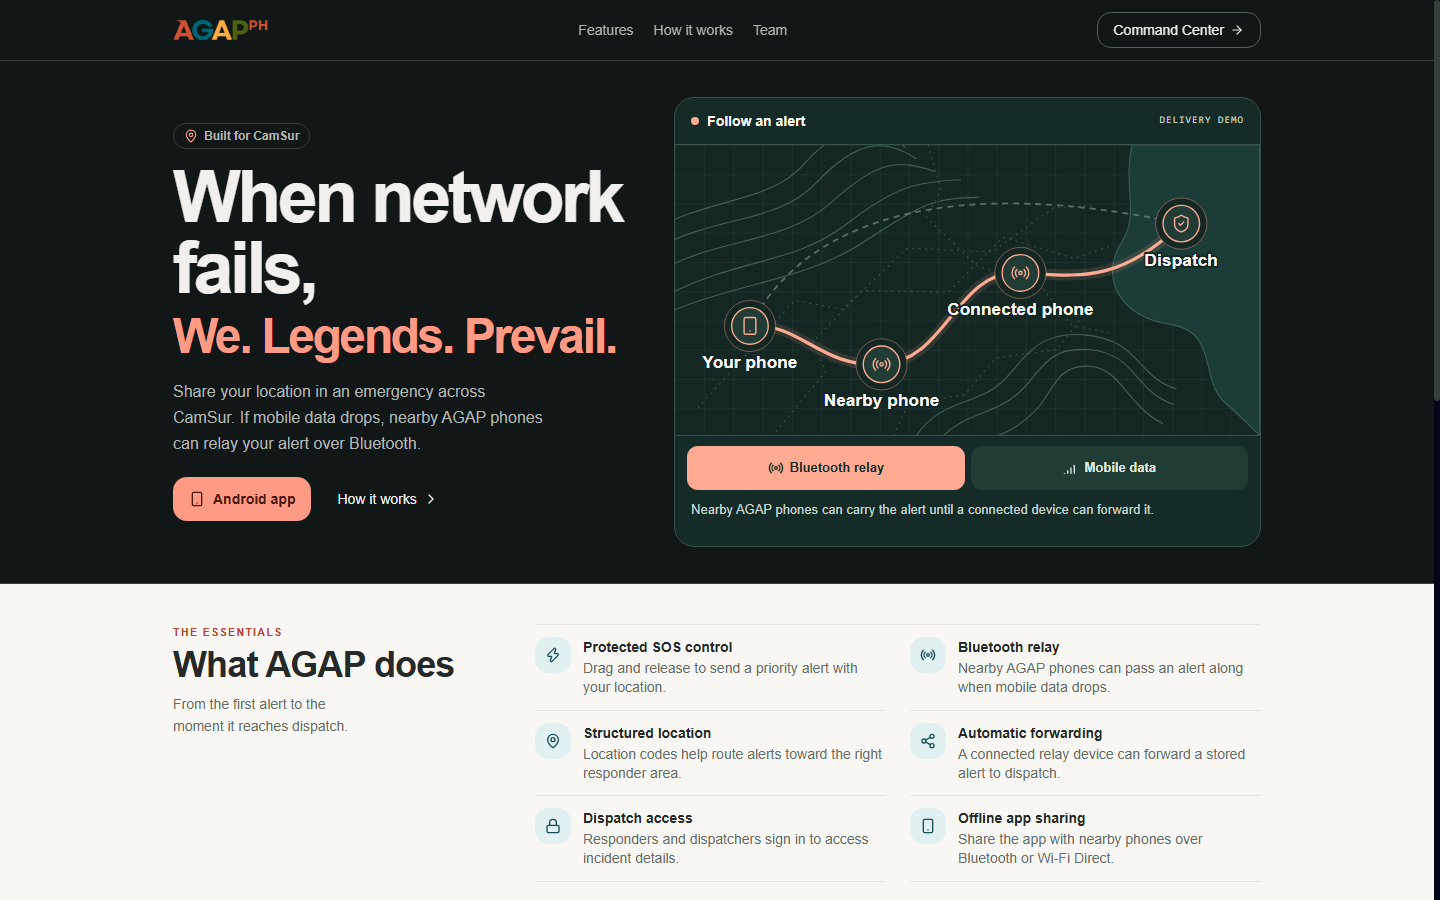 AGAPPH
Features How it works Team
Command Center
Built for CamSur
When network
fails,
We. Legends. Prevail.
Share your location in an emergency across
CamSur. If mobile data drops, nearby AGAP phones
can relay your alert over Bluetooth.
Android app
How it works
Follow an alert
DELIVERY DEMO
Dispatch
Connected phone
Your phone
Nearby phone
Bluetooth relay
Mobile data
Nearby AGAP phones can carry the alert until a connected device can forward it.
THE ESSENTIALS
What AGAP does
From the first alert to the
moment it reaches dispatch.
Protected SOS control
Drag and release to send a priority alert with
your location.
Bluetooth relay
Nearby AGAP phones can pass an alert along
when mobile data drops.
Structured location
Location codes help route alerts toward the right
responder area.
Automatic forwarding
A connected relay device can forward a stored
alert to dispatch.
Dispatch access
Responders and dispatchers sign in to access
incident details.
Offline app sharing
Share the app with nearby phones over
Bluetooth or Wi-Fi Direct.